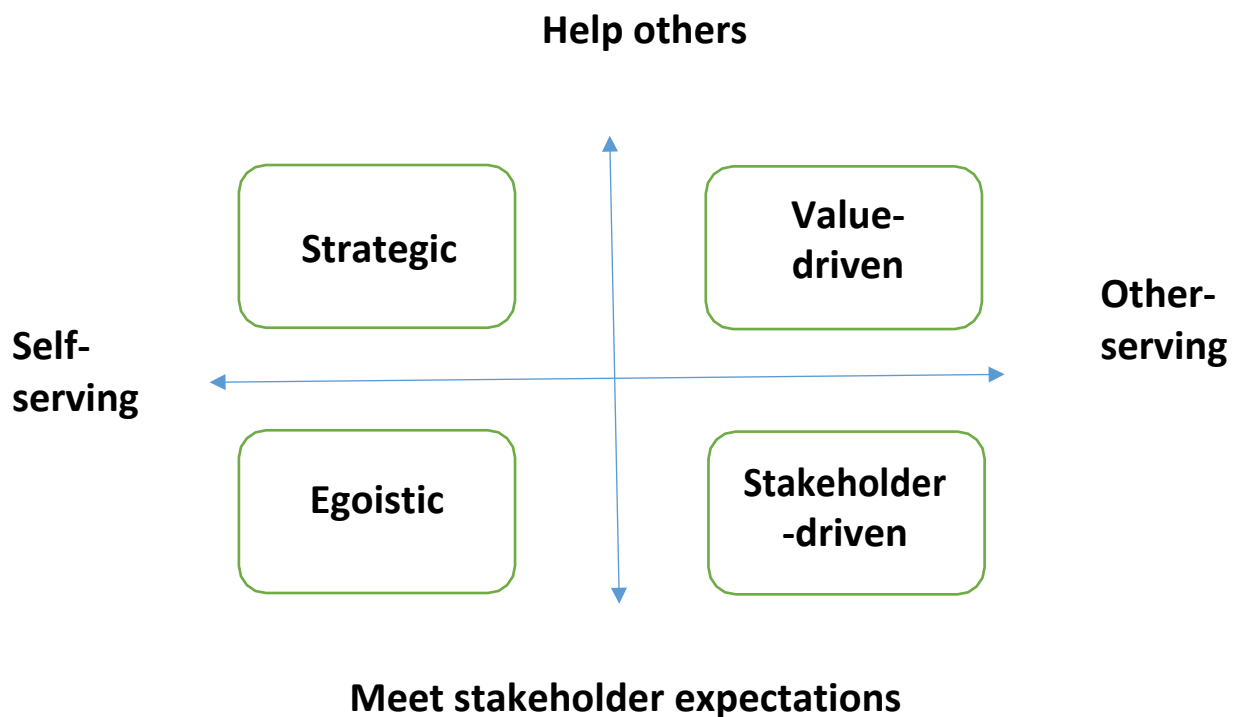 Help others
Strategic
Value-
driven
Self-
serving
Other-
serving
Egoistic
Stakeholder
-driven
Meet stakeholder expectations